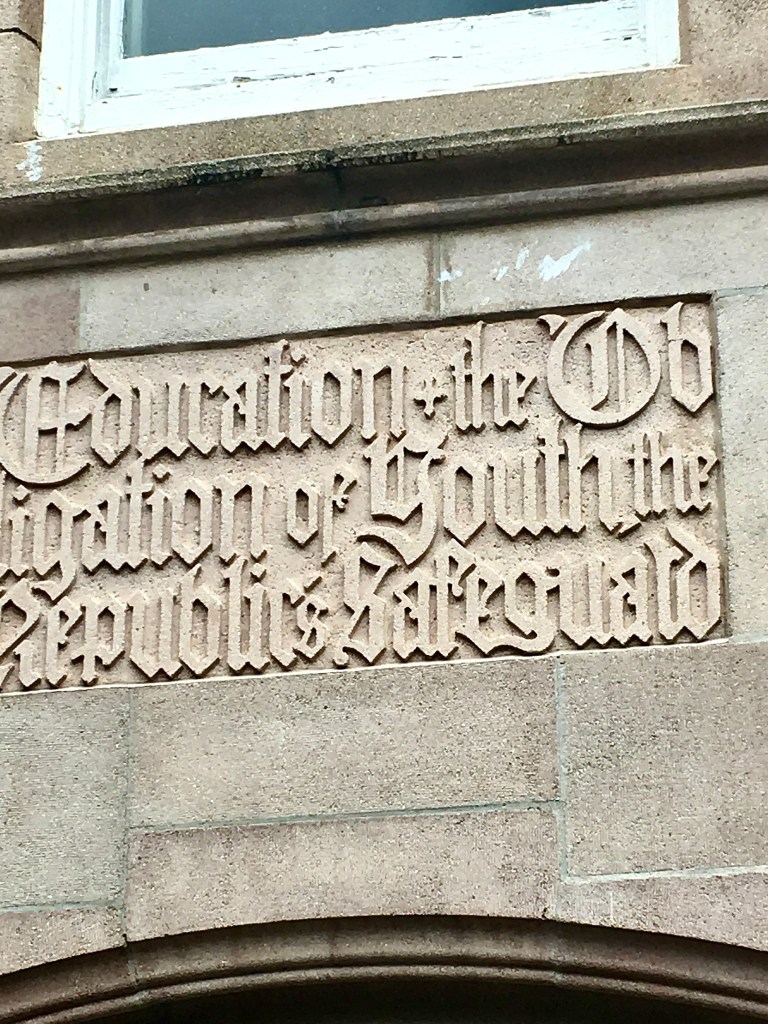 Education + the Ob
ligation of Youth, the
Republic's Safeguard